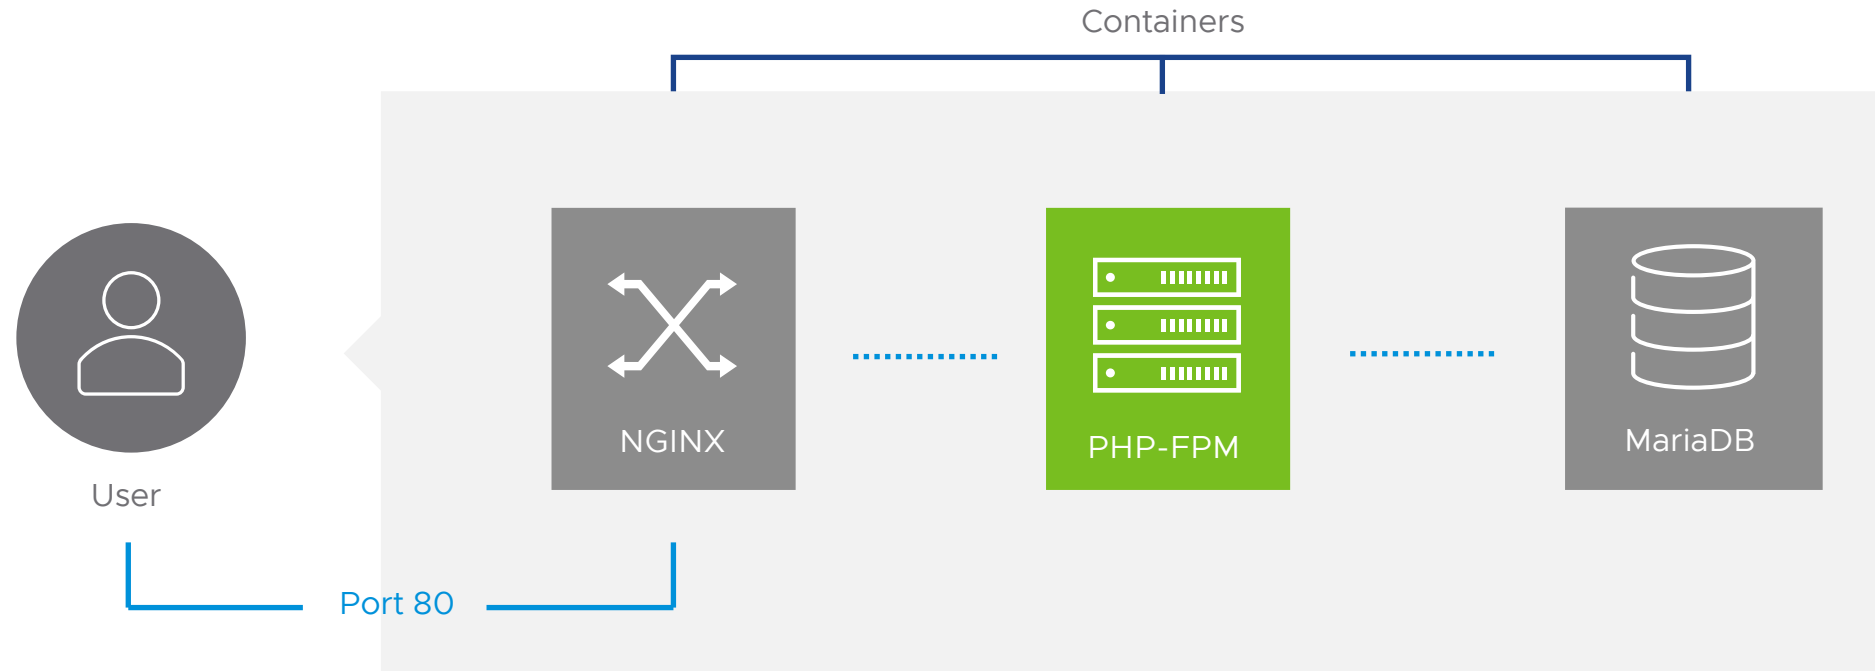 Containers
NGINX
PHP-FPM
MariaDB
User
Port 80